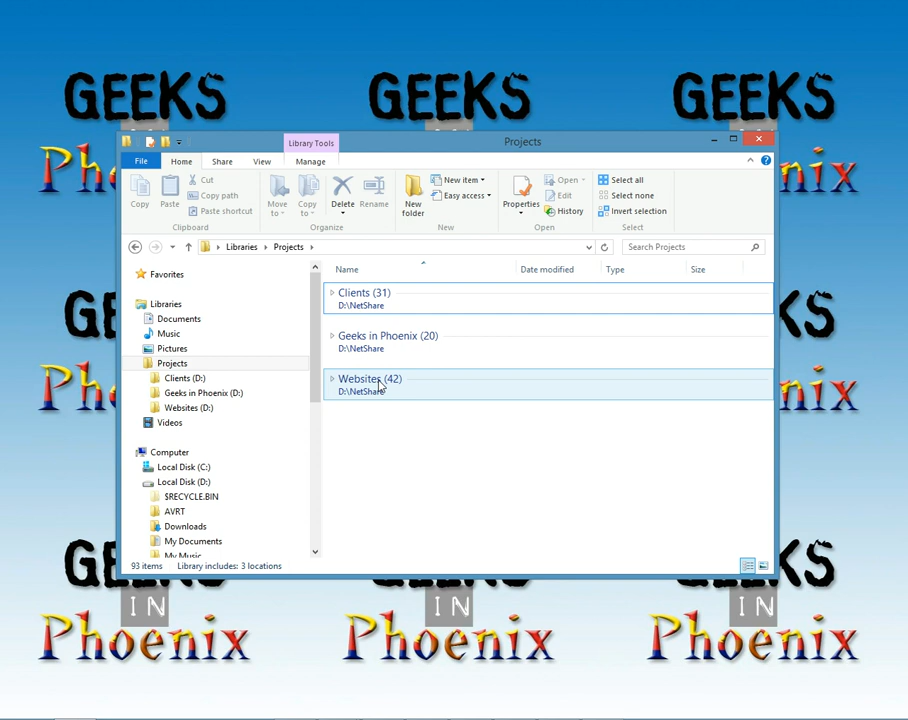 GEEKS GEEKS GEEKS
Library Tools
Projects
File Home Share View Manage
Copy
Paste
Cut
Copy path
Paste shortcut
Clipboard
Move to
Copy to
Delete
Rename
Organize
New folder
New item
Easy access
New
Properties
Open
Edit
History
Open
Select all
Select none
Invert selection
Select
Libraries Projects
Search Projects
Name Date modified Type Size
Favorites
Libraries
Documents
Music
Pictures
Projects
Clients (D:)
Geeks in Phoenix (D:)
Websites (D:)
Videos
Computer
Local Disk (C:)
Local Disk (D:)
$RECYCLE.BIN
AVRT
Downloads
My Documents
My Music
Clients (31)
D:\NetShare
Geeks in Phoenix (20)
D:\NetShare
Websites (42)
D:\NetShare
93 items Library includes: 3 locations
IN IN IN
Phoenix Phoenix Phoenix